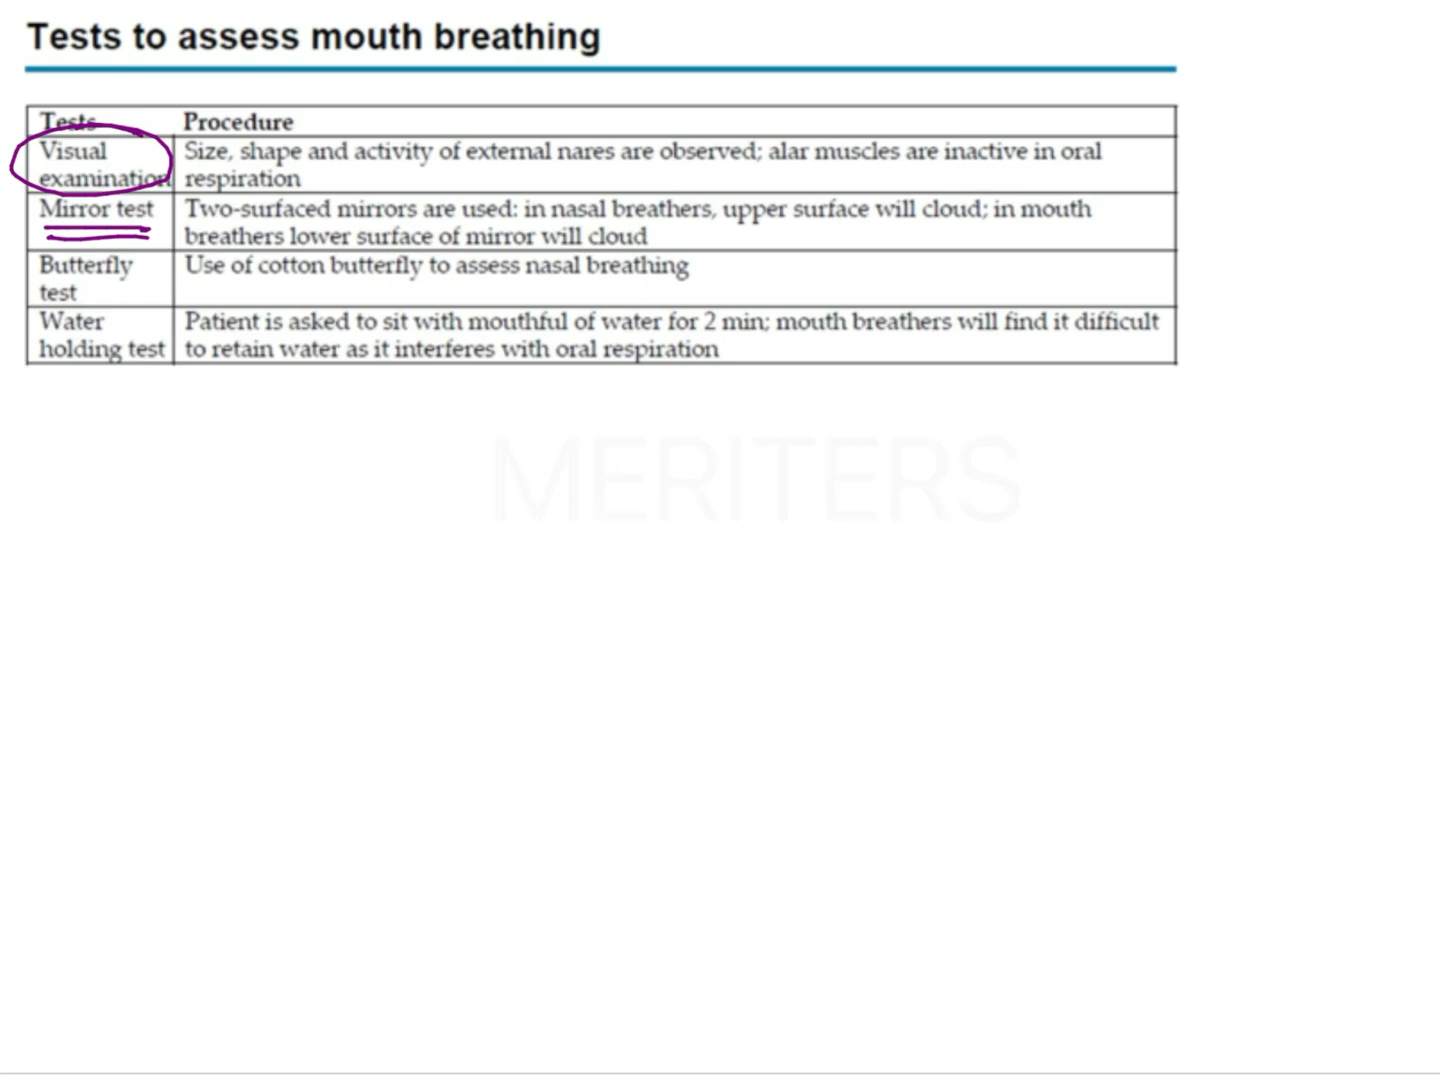 Tests to assess mouth breathing
Tests Procedure
Visual Size, shape and activity of external nares are observed; alar muscles are inactive in oral
examination respiration
Mirror test Two-surfaced mirrors are used: in nasal breathers, upper surface will cloud; in mouth
breathers lower surface of mirror will cloud
Butterfly Use of cotton butterfly to assess nasal breathing
test
Water Patient is asked to sit with mouthful of water for 2 min; mouth breathers will find it difficult
holding test to retain water as it interferes with oral respiration
MERITERS